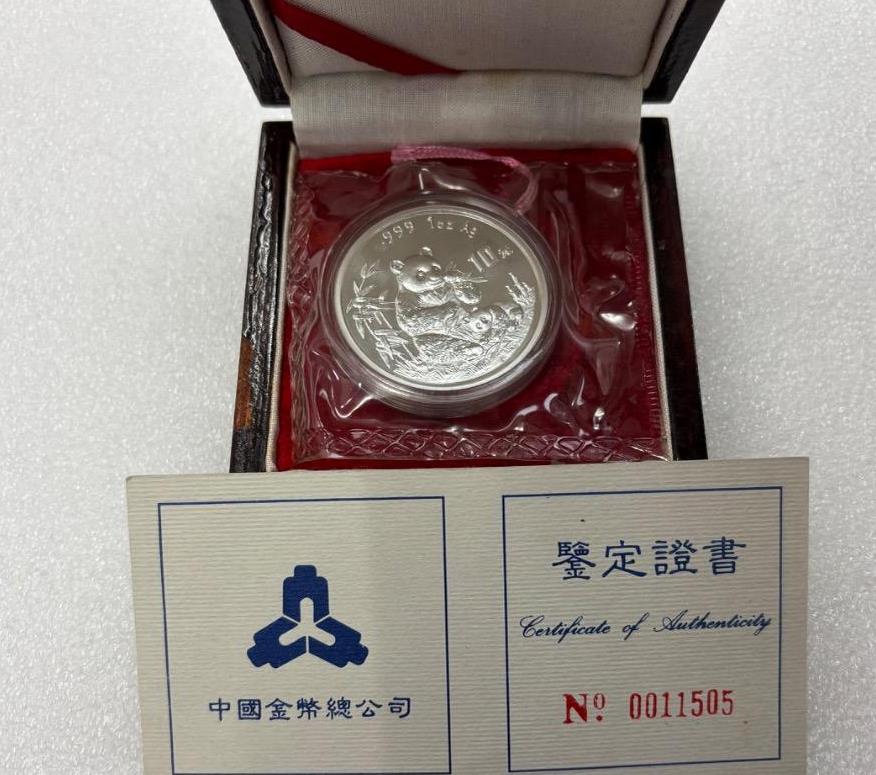 .999 1oz Ag
10元
中國金幣總公司
鑒定證書
Certificate of Authenticity
Nº. 0011505